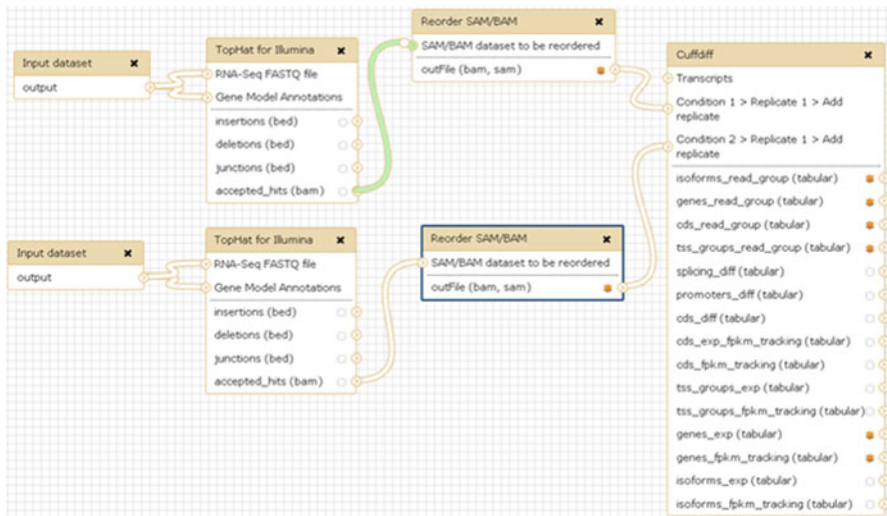 Input dataset
output
TopHat for Illumina
RNA-Seq FASTQ file
Gene Model Annotations
insertions (bed)
deletions (bed)
junctions (bed)
accepted_hits (bam)
Reorder SAM/BAM
SAM/BAM dataset to be reordered
outFile (bam, sam)
Input dataset
output
TopHat for Illumina
RNA-Seq FASTQ file
Gene Model Annotations
insertions (bed)
deletions (bed)
junctions (bed)
accepted_hits (bam)
Reorder SAM/BAM
SAM/BAM dataset to be reordered
outFile (bam, sam)
Cuffdiff
Transcripts
Condition 1 > Replicate 1 > Add
replicate
Condition 2 > Replicate 1 > Add
replicate
isoforms_read_group (tabular)
genes_read_group (tabular)
cds_read_group (tabular)
tss_groups_read_group (tabular)
splicing_diff (tabular)
promoters_diff (tabular)
cds_diff (tabular)
cds_exp_fpkm_tracking (tabular)
cds_fpkm_tracking (tabular)
tss_groups_exp (tabular)
tss_groups_fpkm_tracking (tabular)
genes_exp (tabular)
genes_fpkm_tracking (tabular)
isoforms_exp (tabular)
isoforms_fpkm_tracking (tabular)